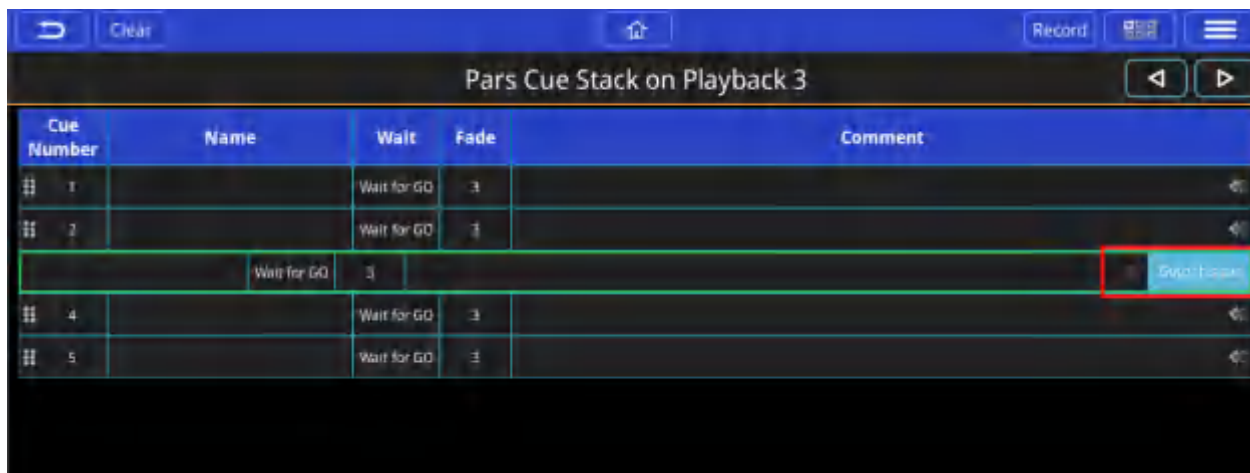 Clear Record
Pars Cue Stack on Playback 3
Cue Number Name Wait Fade Comment
1 Wait for GO 3
2 Wait for GO 3
Wait for GO 3
4 Wait for GO 3
5 Wait for GO 3